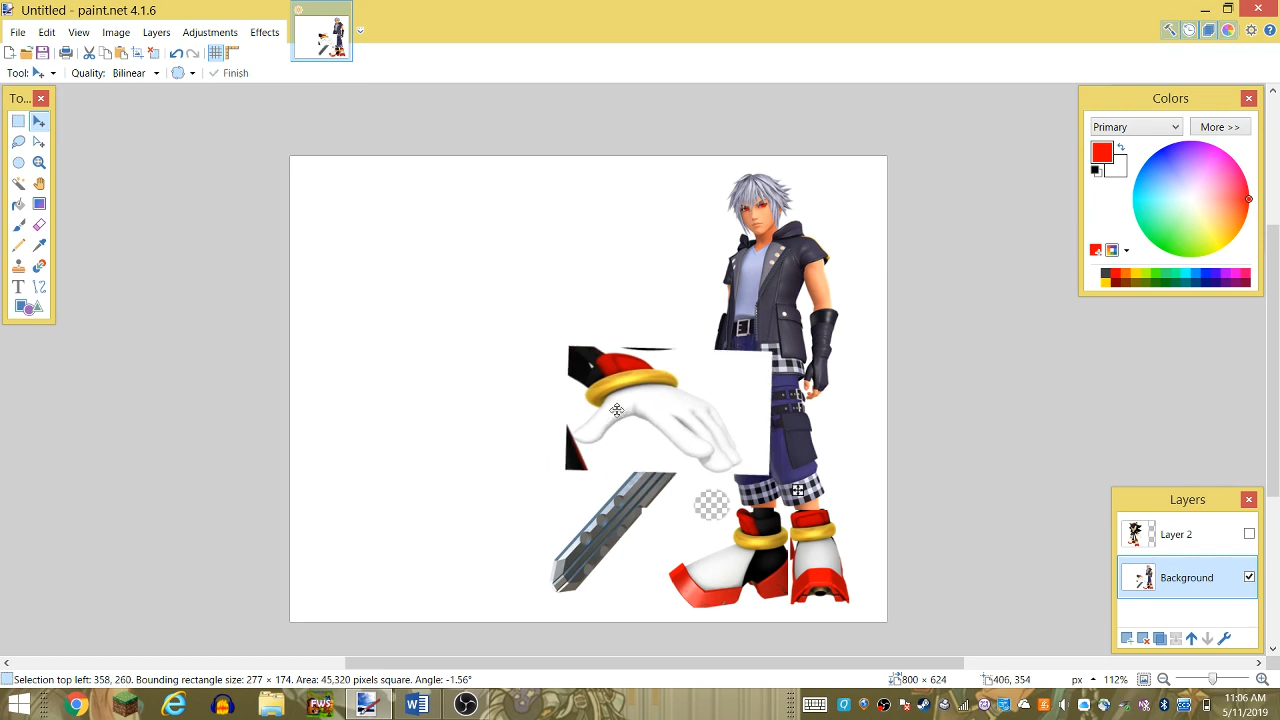 Untitled - paint.net 4.1.6
File Edit View Image Layers Adjustments Effects
Tool: Quality: Bilinear Finish
To...
Colors
Primary More >>
Layers
Layer 2
Background
Selection top left: 358, 260. Bounding rectangle size: 277 × 174. Area: 45,320 pixels square. Angle: -1.56° 800 × 624 406, 354 px 112%
11:06 AM
5/11/2019